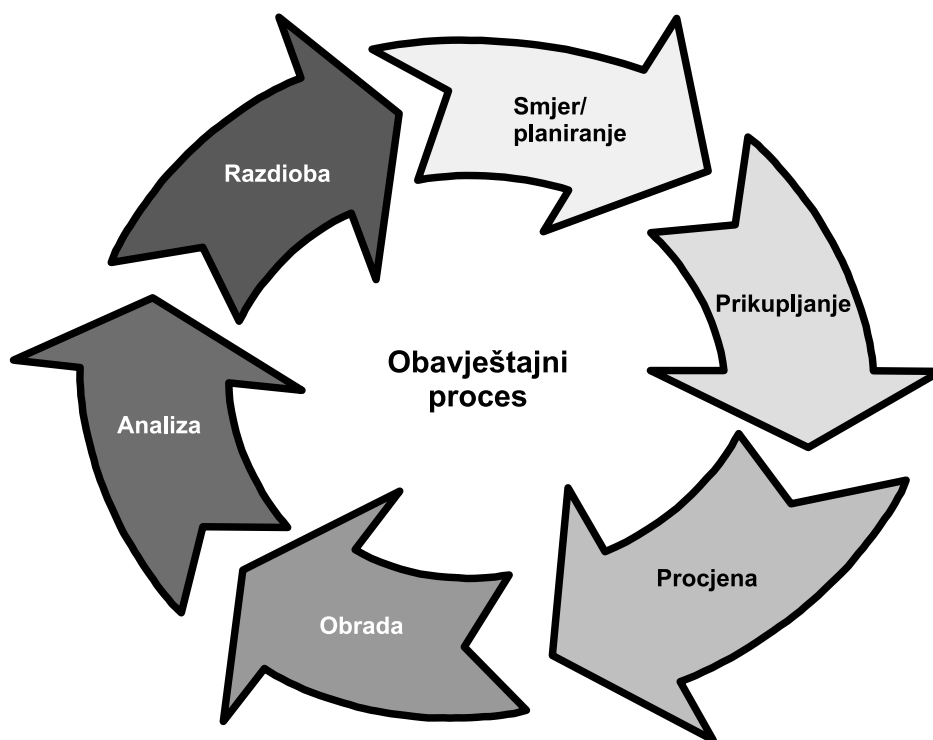 Smjer/
planiranje
Razdioba
Prikupljanje
Obavještajni
proces
Analiza
Procjena
Obrada